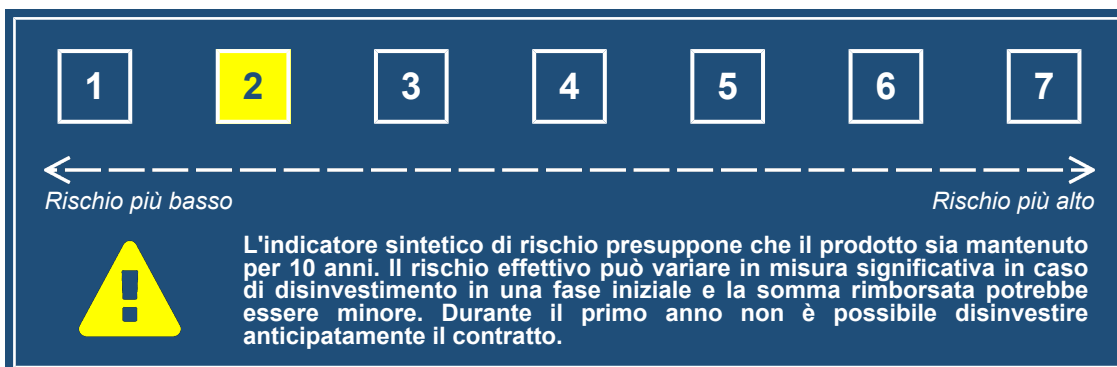 1 2 3 4 5 6 7
Rischio più basso Rischio più alto
L'indicatore sintetico di rischio presuppone che il prodotto sia mantenuto
per 10 anni. Il rischio effettivo può variare in misura significativa in caso
di disinvestimento in una fase iniziale e la somma rimborsata potrebbe
essere minore. Durante il primo anno non è possibile disinvestire
anticipatamente il contratto.